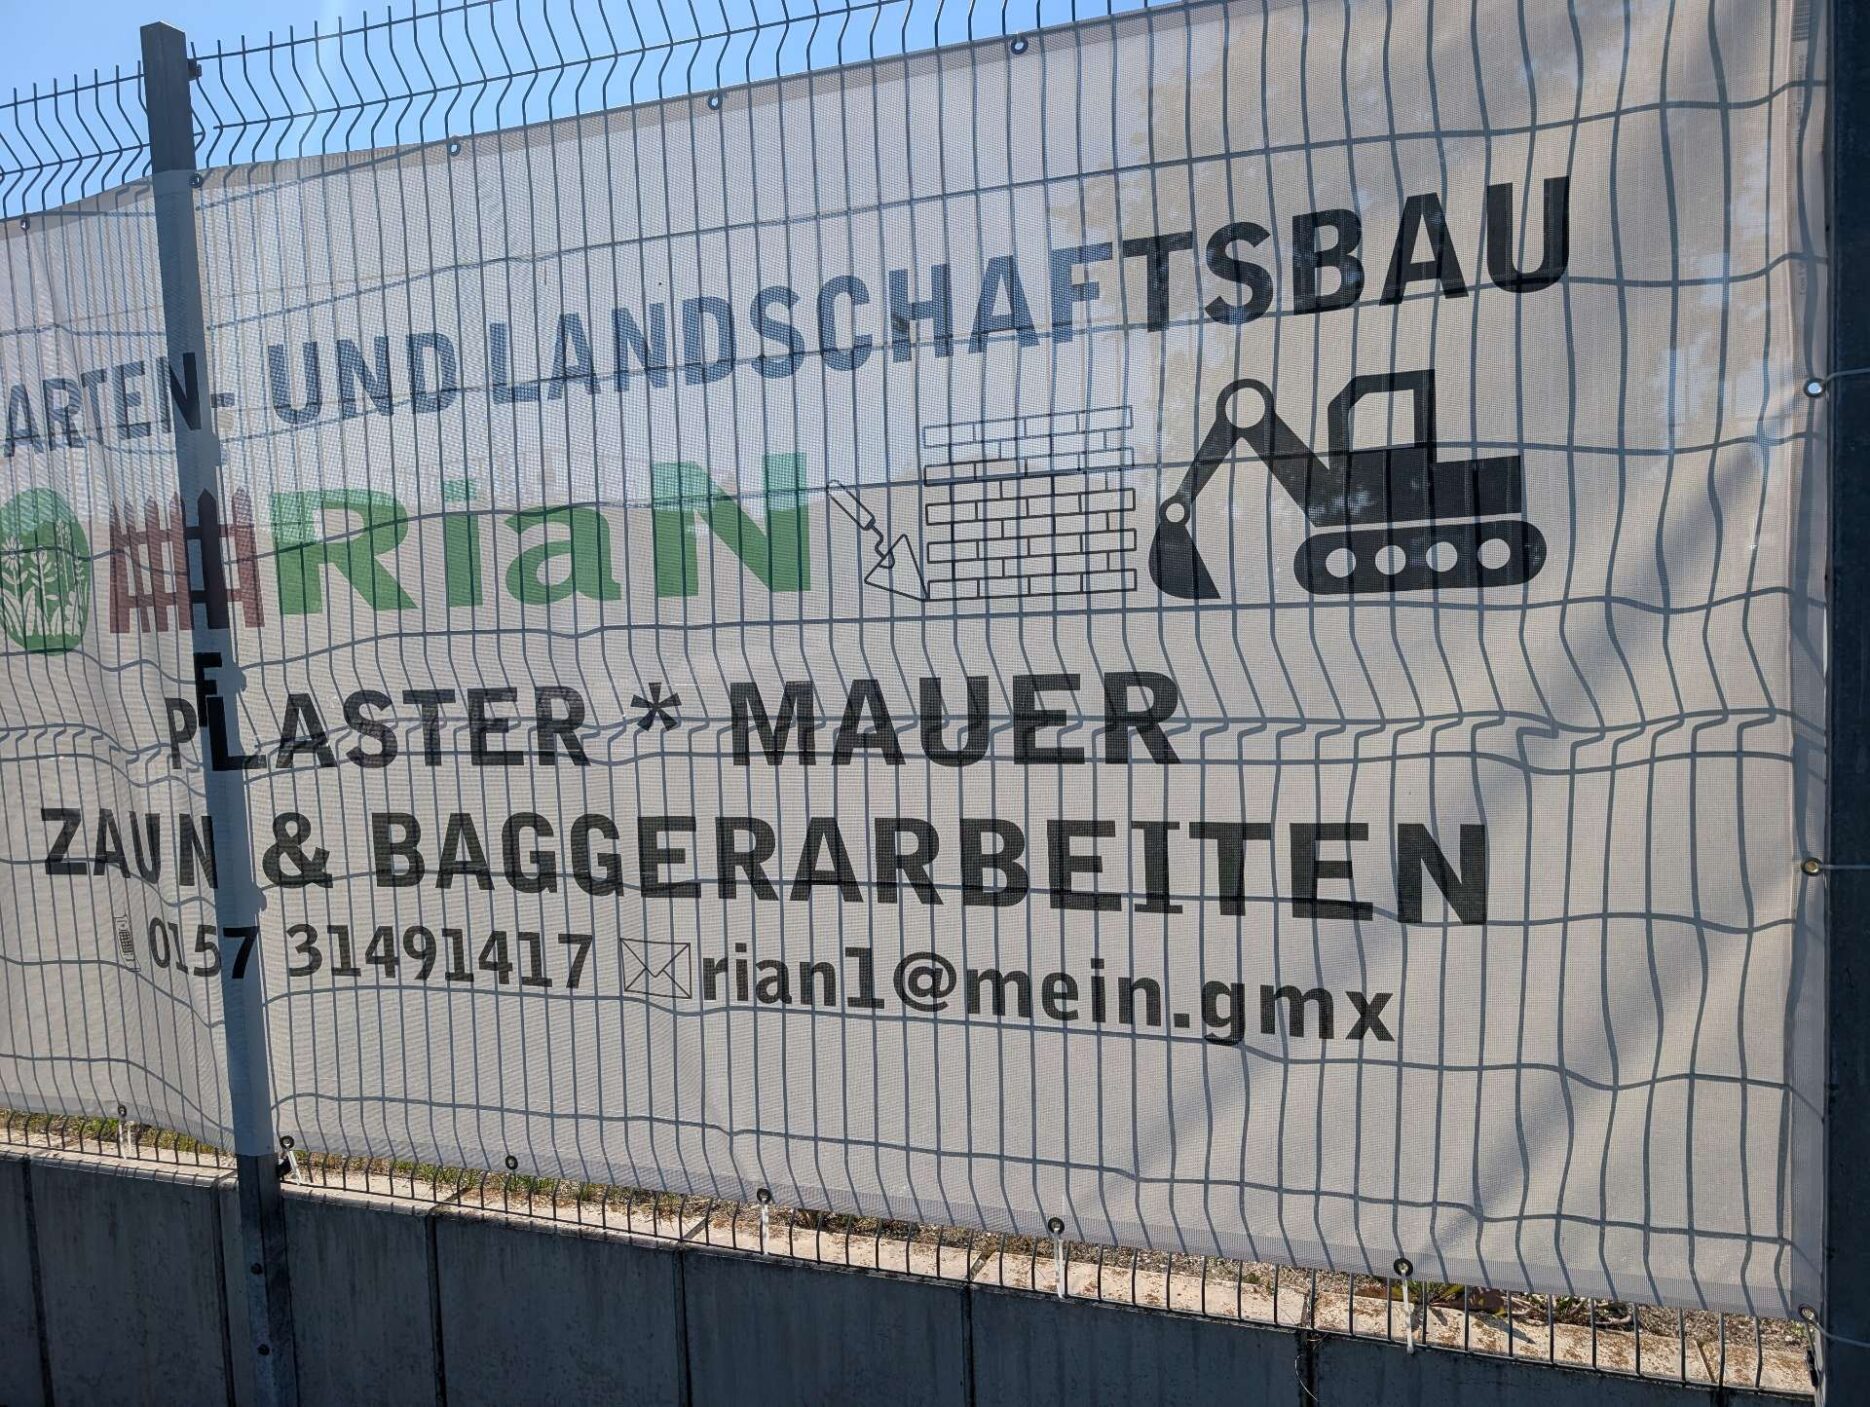 ARTEN- UND LANDSCHAFTSBAU
RiaN
PFLASTER * MAUER
ZAUN & BAGGERARBEITEN
0157 31491417 rian1@mein.gmx